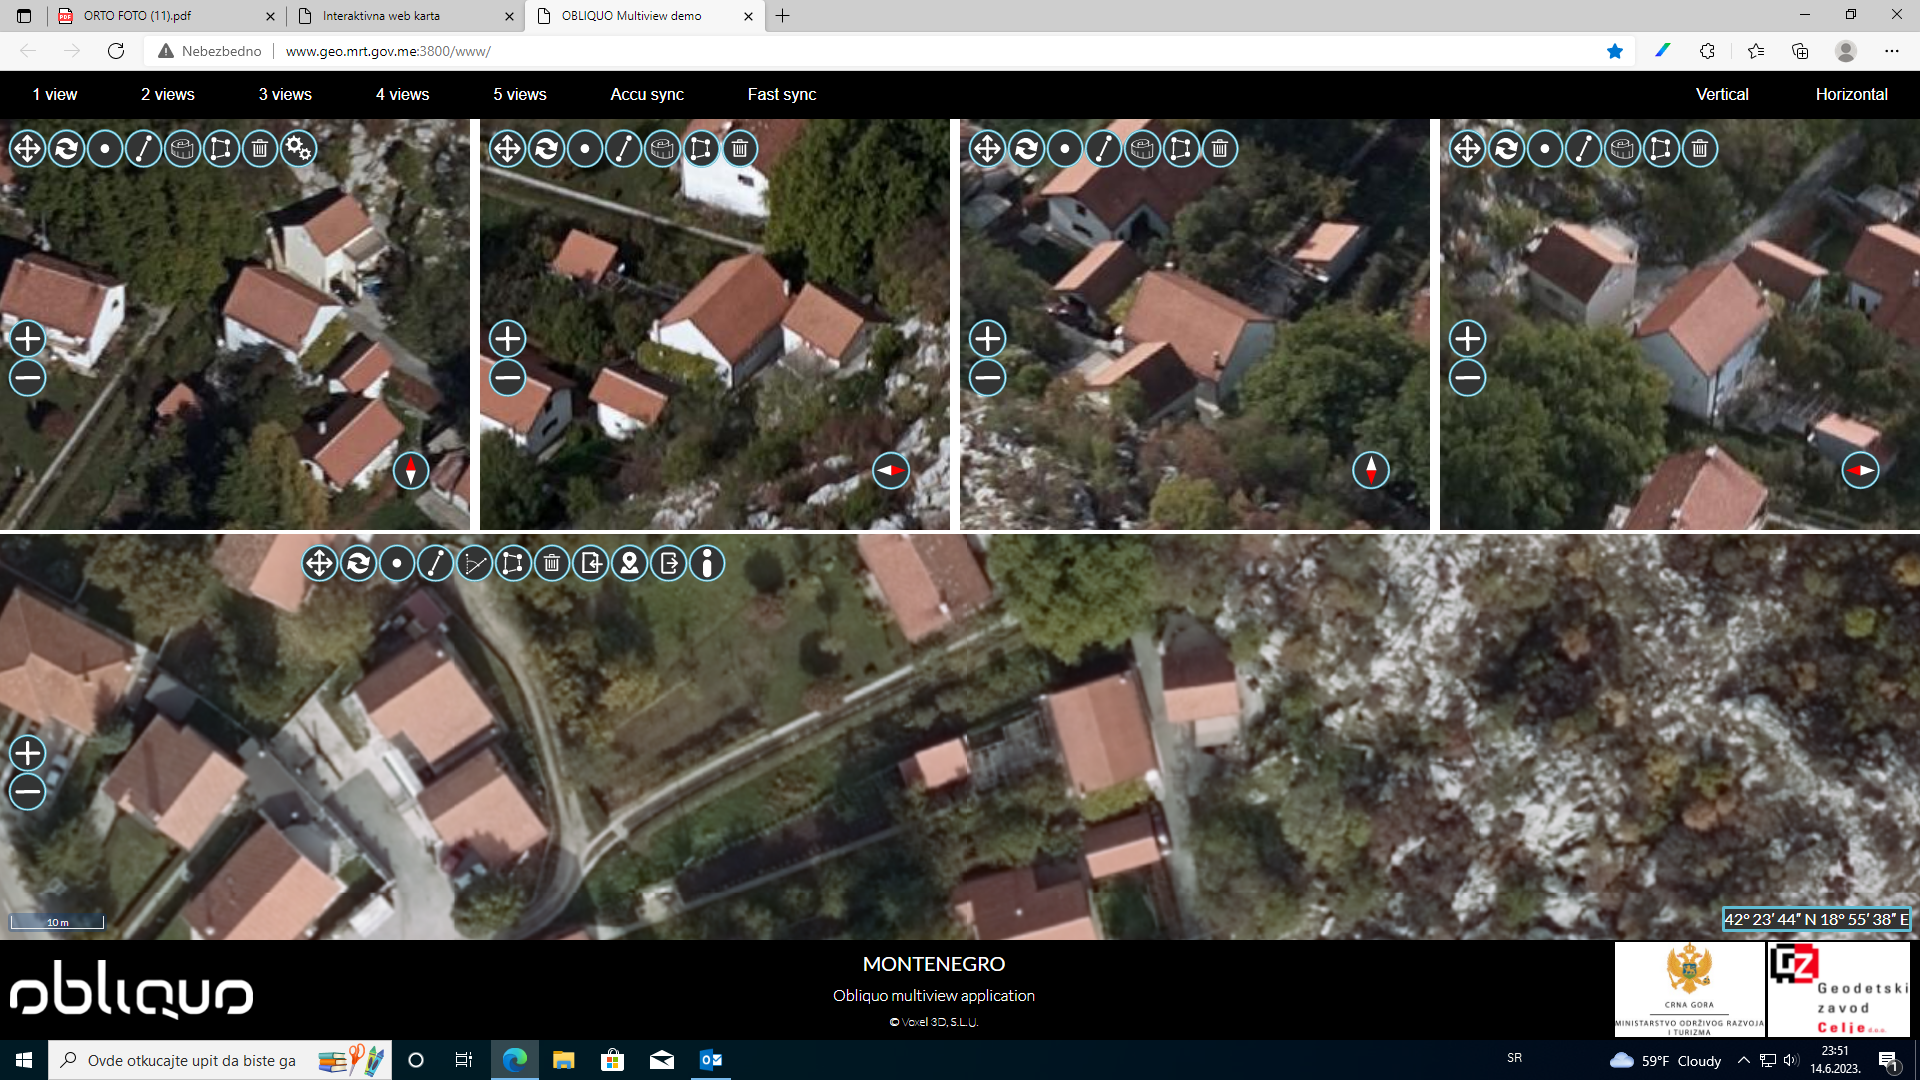 ORTO FOTO (11).pdf
Interaktivna web karta
OBLIQUO Multiview demo
Nebezbedno
www.geo.mrt.gov.me:3800/www/
1 view
2 views
3 views
4 views
5 views
Accu sync
Fast sync
Vertical
Horizontal
10 m
42° 23′ 44″ N 18° 55′ 38″ E
obliquo
MONTENEGRO
Obliquo multiview application
© Voxel 3D, S.L.U.
CRNA GORA
MINISTARSTVO ODRŽIVOG RAZVOJA
I TURIZMA
GZ
Geodetski
zavod
Celje d.o.o.
Ovde otkucajte upit da biste ga
SR
59°F Cloudy
23:51
14.6.2023.
1